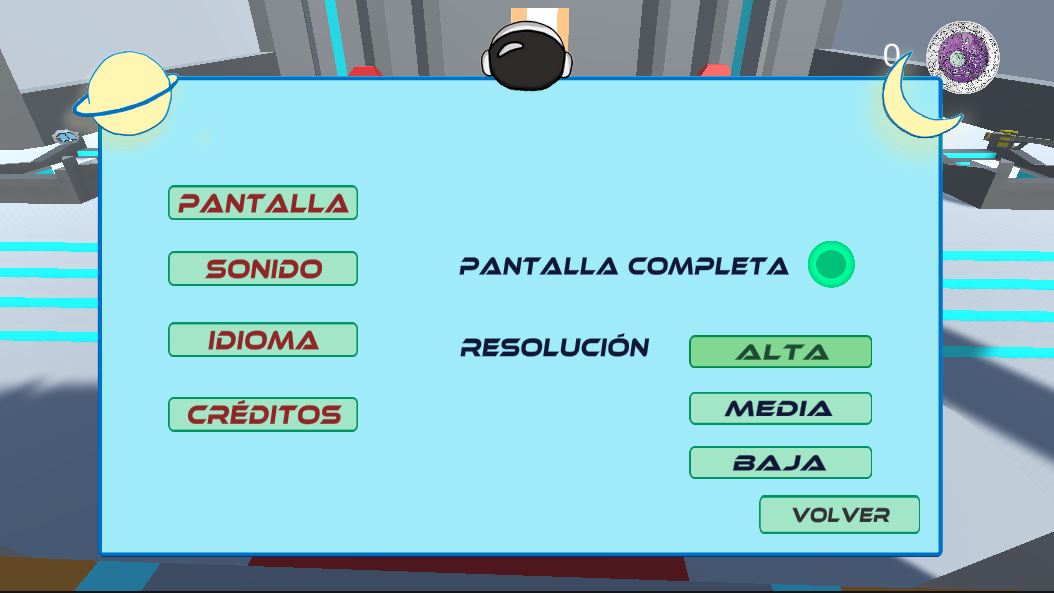 0
PANTALLA
SONIDO
PANTALLA COMPLETA
IDIOMA
RESOLUCIÓN
ALTA
MEDIA
CRÉDITOS
BAJA
VOLVER